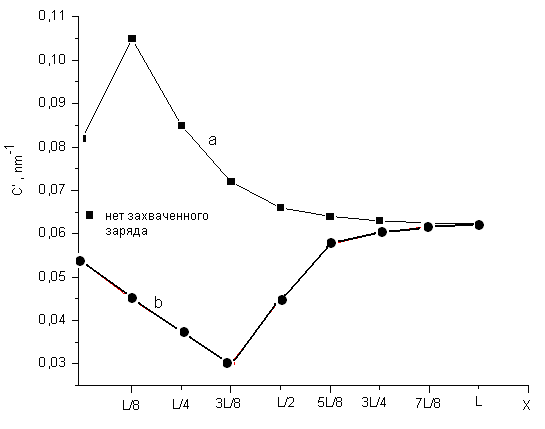 0,11
0,10
0,09
0,08
0,07
0,06
0,05
0,04
0,03
C', nm⁻¹
a
нет захваченного
заряда
b
L/8 L/4 3L/8 L/2 5L/8 3L/4 7L/8 L X